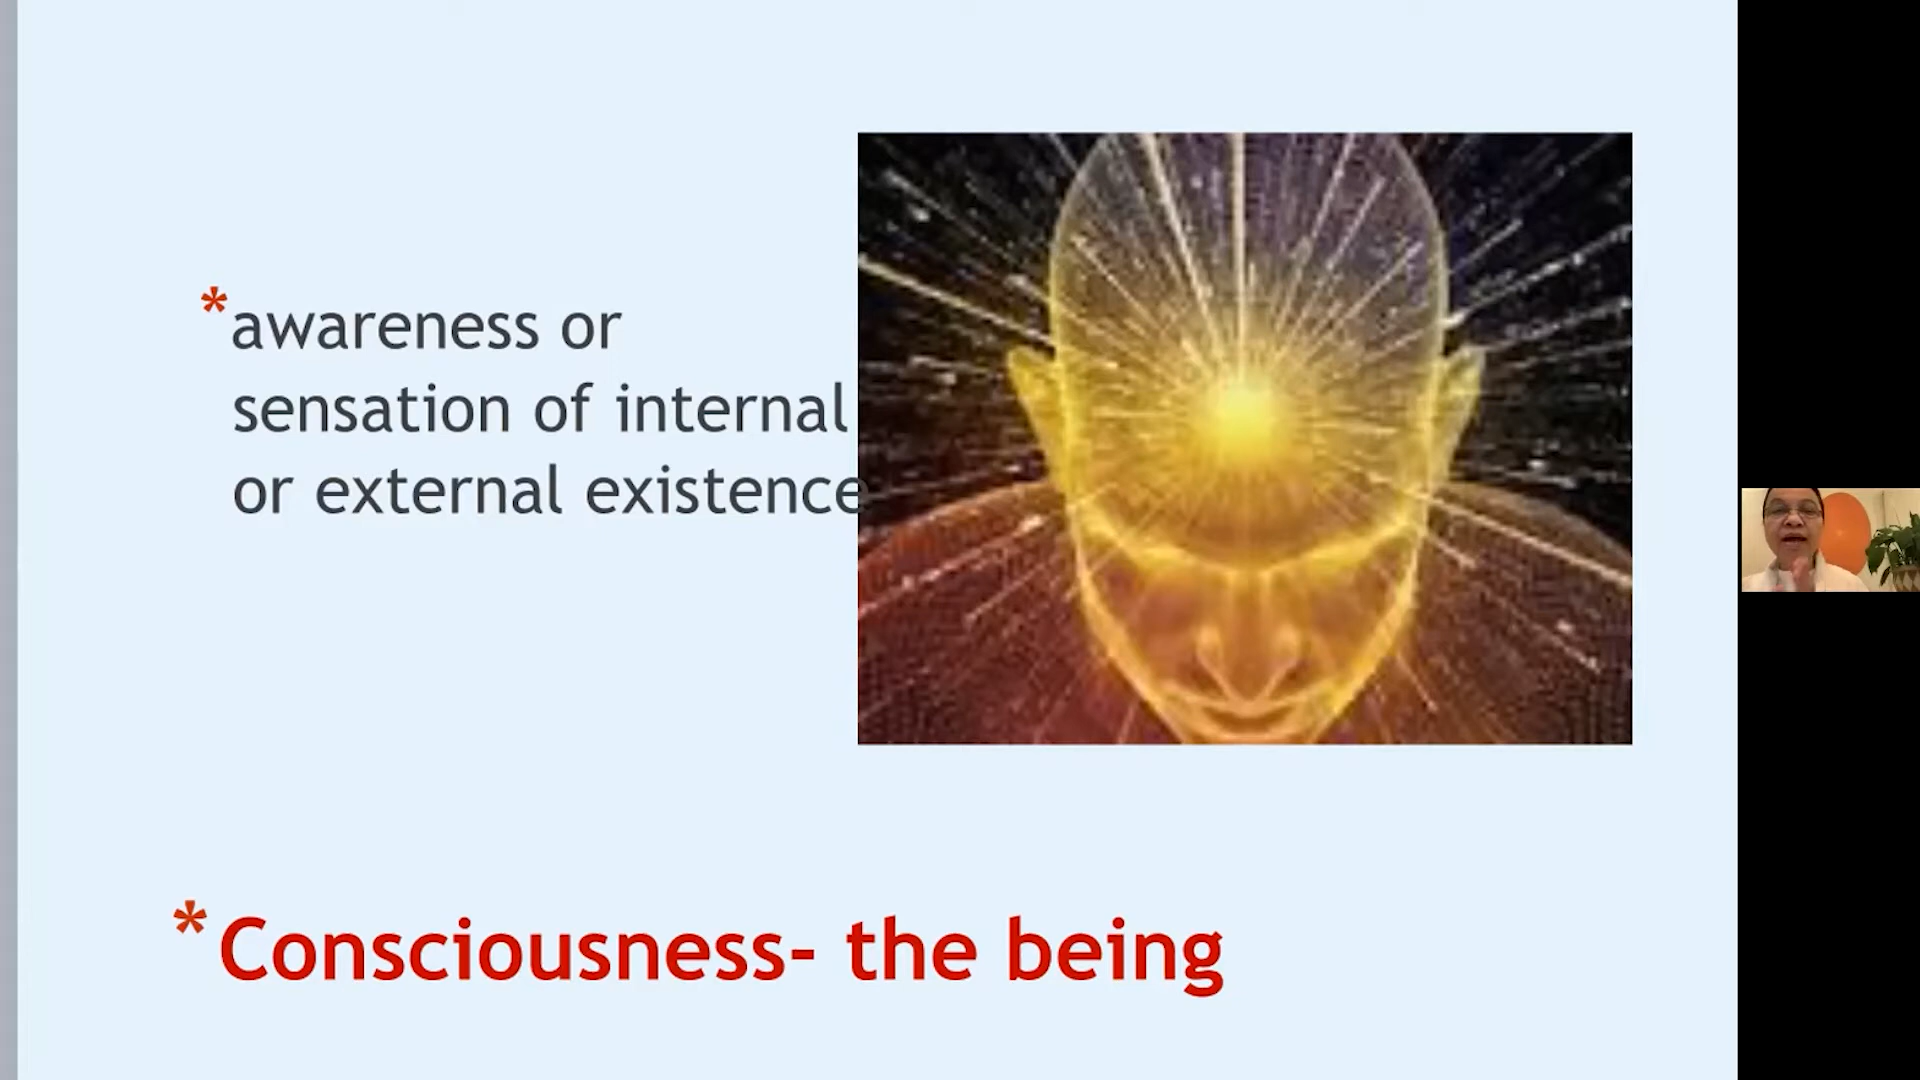 *awareness or
sensation of internal
or external existence
*Consciousness- the being